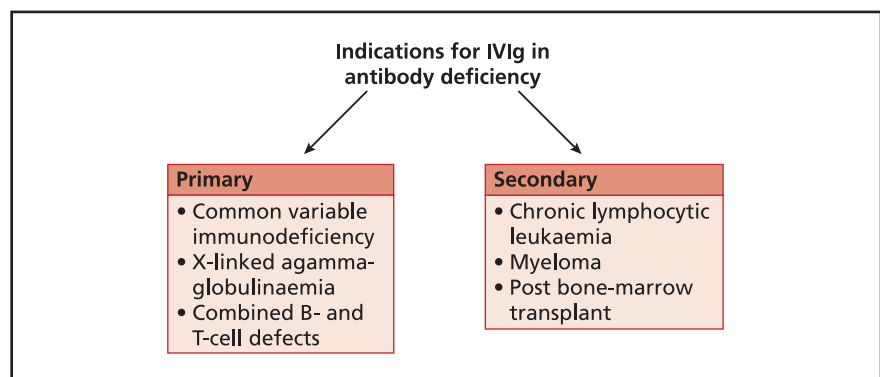 Indications for IVIg in
antibody deficiency
Primary
• Common variable
immunodeficiency
• X-linked agamma-
globulinaemia
• Combined B- and
T-cell defects
Secondary
• Chronic lymphocytic
leukaemia
• Myeloma
• Post bone-marrow
transplant